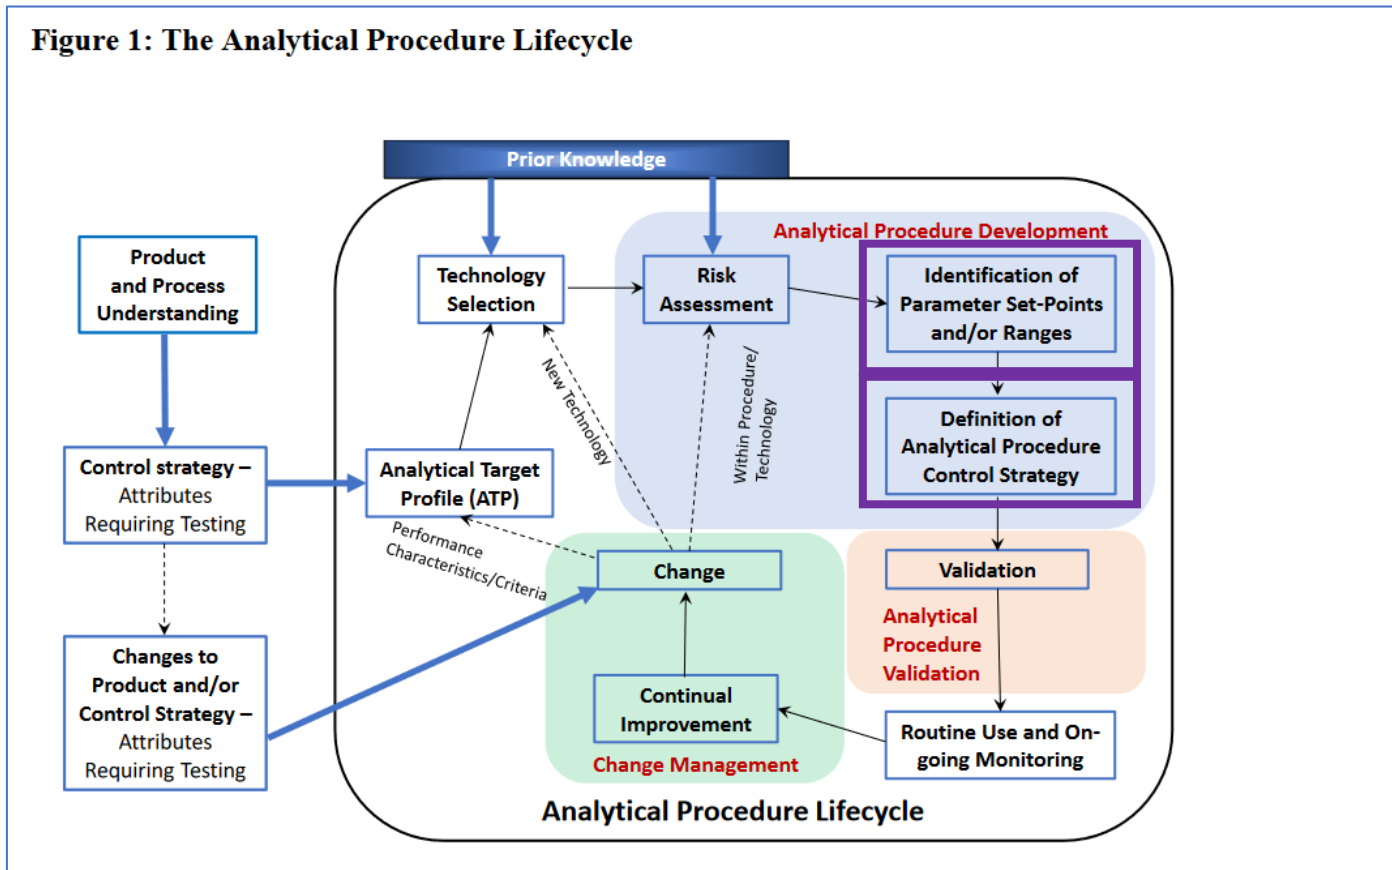 Figure 1: The Analytical Procedure Lifecycle
Prior Knowledge
Analytical Procedure Development
Product
and Process
Understanding
Technology
Selection
Risk
Assessment
Identification of
Parameter Set-Points
and/or Ranges
New Technology
Within Procedure/
Technology
Definition of
Analytical Procedure
Control Strategy
Control strategy –
Attributes
Requiring Testing
Analytical Target
Profile (ATP)
Performance
Characteristics/Criteria
Change
Validation
Analytical
Procedure
Validation
Changes to
Product and/or
Control Strategy –
Attributes
Requiring Testing
Continual
Improvement
Change Management
Routine Use and On-
going Monitoring
Analytical Procedure Lifecycle